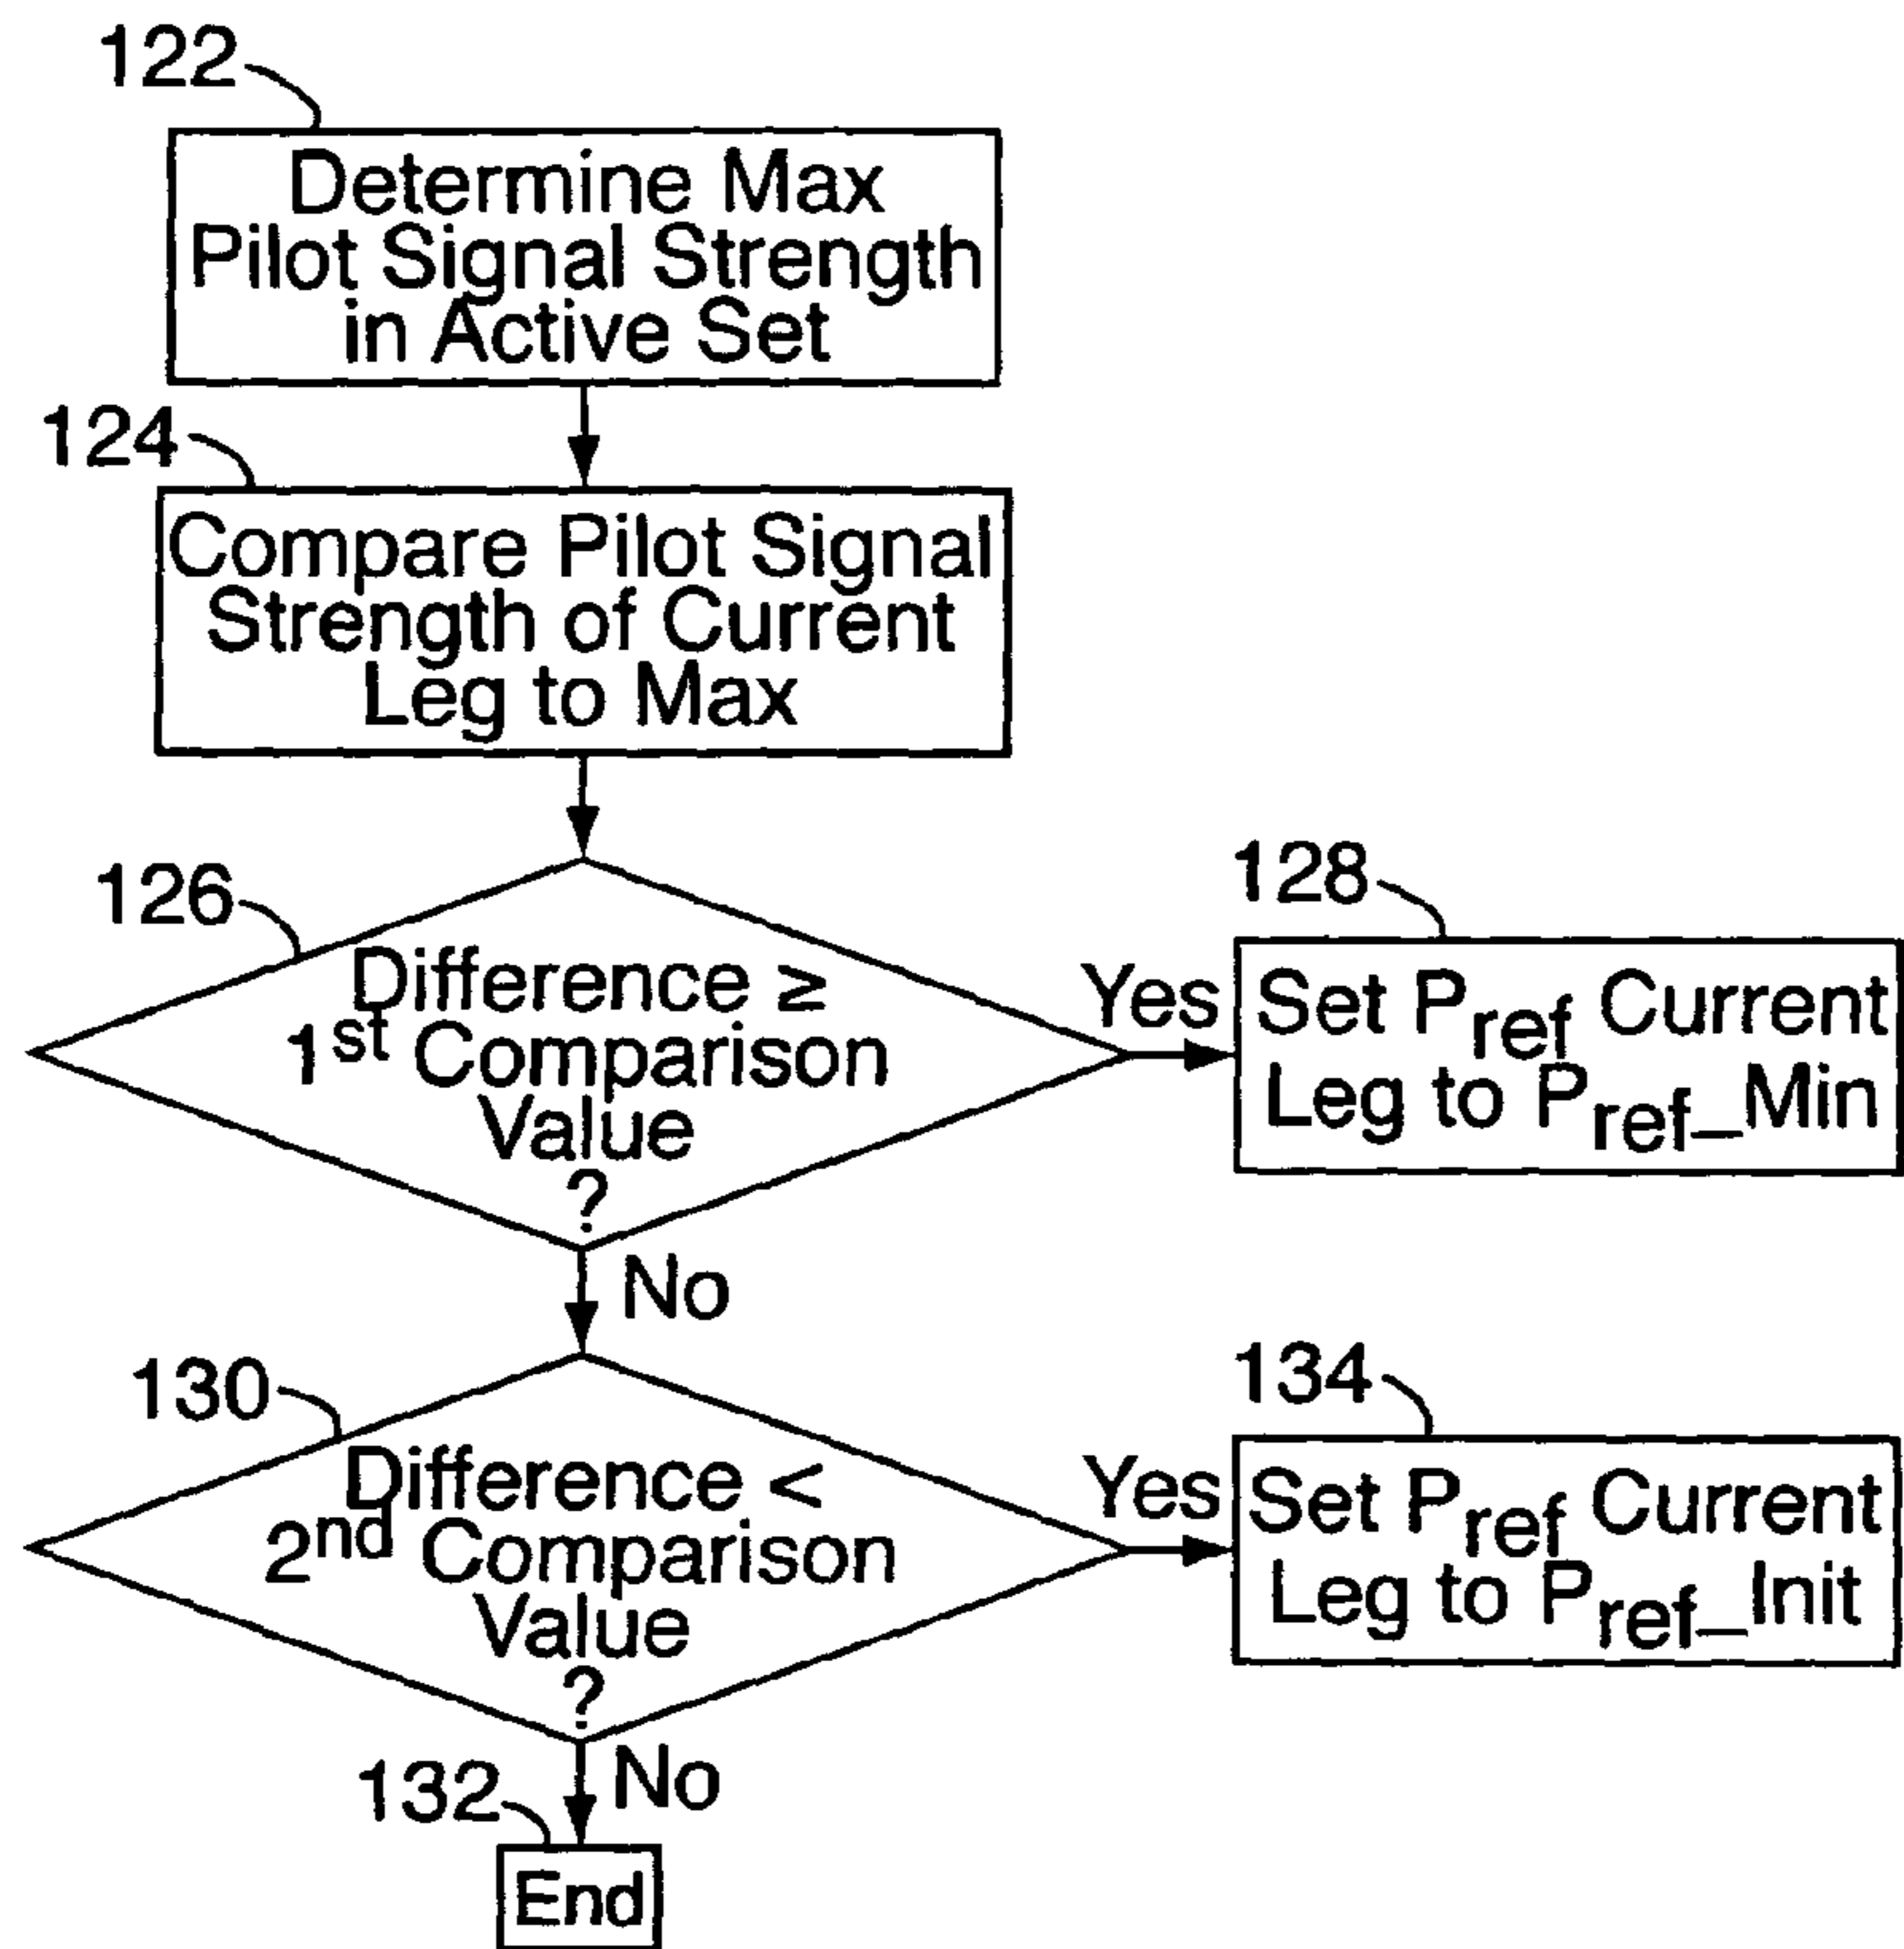 122
Determine Max
Pilot Signal Strength
in Active Set
124
Compare Pilot Signal
Strength of Current
Leg to Max
126
Difference ≥
1st Comparison
Value
?
Yes
128
Set Pref Current
Leg to Pref_Min
No
130
Difference <
2nd Comparison
Value
?
Yes
134
Set Pref Current
Leg to Pref_Init
No
132
End